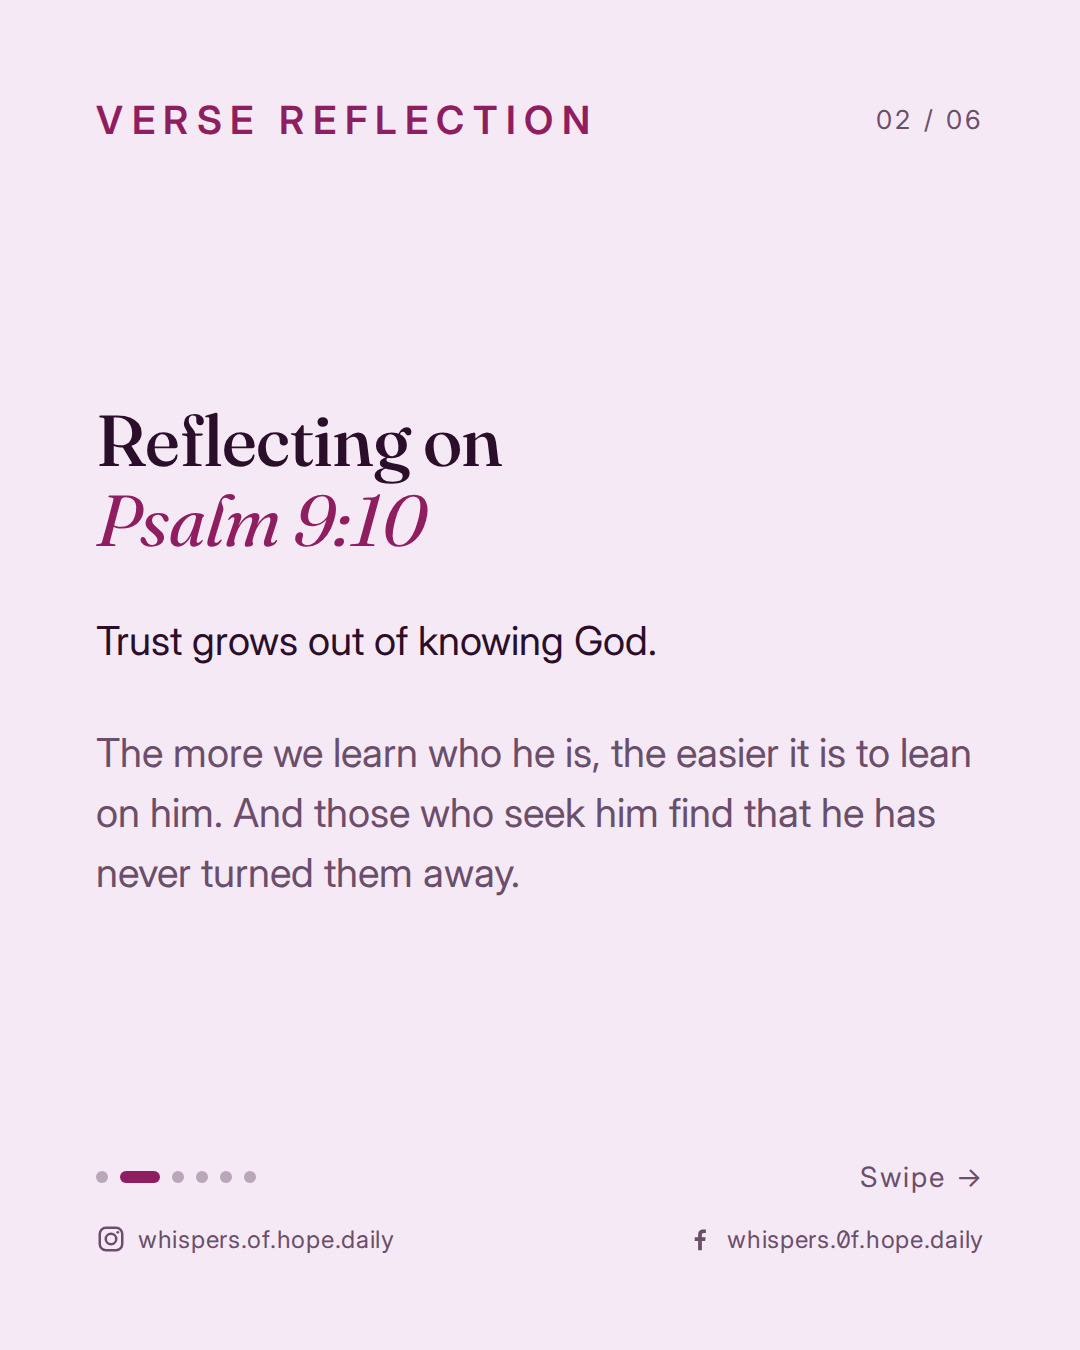 VERSE REFLECTION
02 / 06
Reflecting on
Psalm 9:10
Trust grows out of knowing God.
The more we learn who he is, the easier it is to lean
on him. And those who seek him find that he has
never turned them away.
Swipe →
whispers.of.hope.daily
whispers.0f.hope.daily